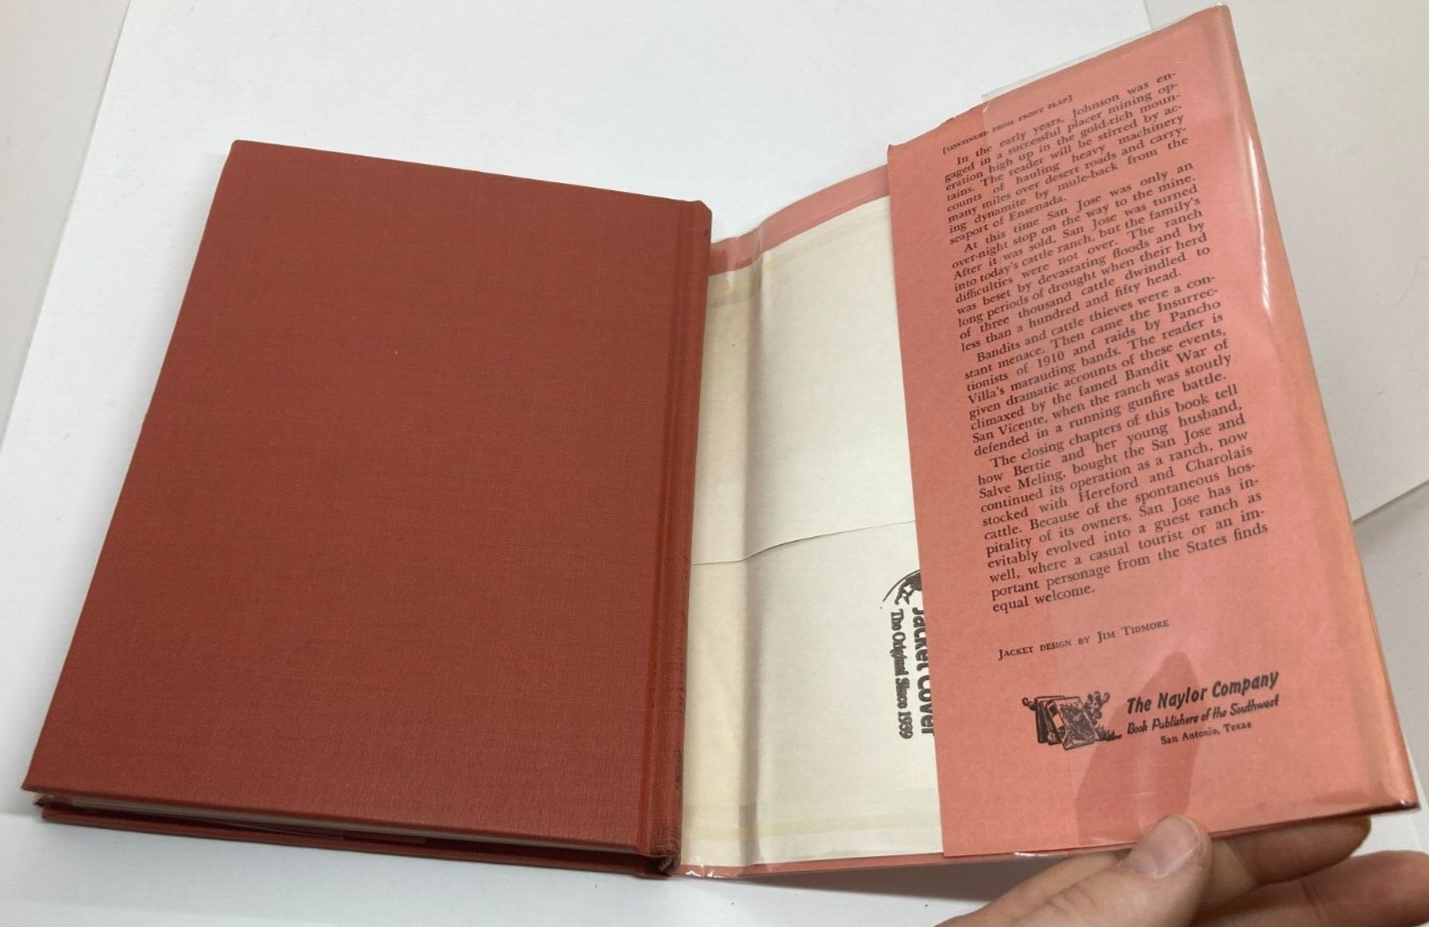 [CONTINUED FROM FRONT FLAP]
In the early years, Johnson was en-
gaged in a successful placer mining op-
eration high up in the gold-rich moun-
tains. The reader will be stirred by ac-
counts of hauling heavy machinery
many miles over desert roads and carry-
ing dynamite by mule-back from the
seaport of Ensenada.
At this time San Jose was only an
over-night stop on the way to the mine.
After it was sold, San Jose was turned
into today's cattle ranch, but the family's
difficulties were not over. The ranch
was beset by devastating floods and by
long periods of drought when their herd
of three thousand cattle dwindled to
less than a hundred and fifty head.
Bandits and cattle thieves were a con-
stant menace. Then came the Insurrec-
tionists of 1910 and raids by Pancho
Villa's marauding bands. The reader is
given dramatic accounts of these events,
climaxed by the famed Bandit War of
San Vicente, when the ranch was stoutly
defended in a running gunfire battle.
The closing chapters of this book tell
how Bertie and her young husband,
Salve Meling, bought the San Jose and
continued its operation as a ranch, now
stocked with Hereford and Charolais
cattle. Because of the spontaneous hos-
pitality of its owners, San Jose has in-
evitably evolved into a guest ranch as
well, where a casual tourist or an im-
portant personage from the States finds
equal welcome.
JACKET DESIGN BY JIM TIDMORE
The Naylor Company
Book Publishers of the Southwest
San Antonio, Texas
Jacket Cover
The Original Since 1939